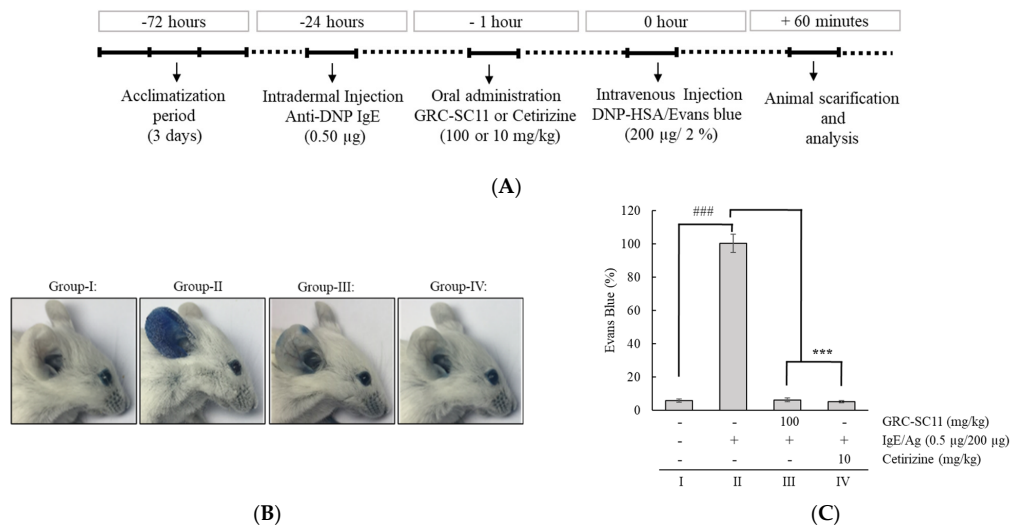 -72 hours
-24 hours
- 1 hour
0 hour
+ 60 minutes
Acclimatization
period
(3 days)
Intradermal Injection
Anti-DNP IgE
(0.50 µg)
Oral administration
GRC-SC11 or Cetirizine
(100 or 10 mg/kg)
Intravenous Injection
DNP-HSA/Evans blue
(200 µg/ 2 %)
Animal scarification
and
analysis
(A)
Group-I:
Group-II
Group-III:
Group-IV:
(B)
Evans Blue (%)
120
100
80
60
40
20
0
###
***
- - 100 - GRC-SC11 (mg/kg)
- + + + IgE/Ag (0.5 µg/200 µg)
- - - 10 Cetirizine (mg/kg)
I II III IV
(C)